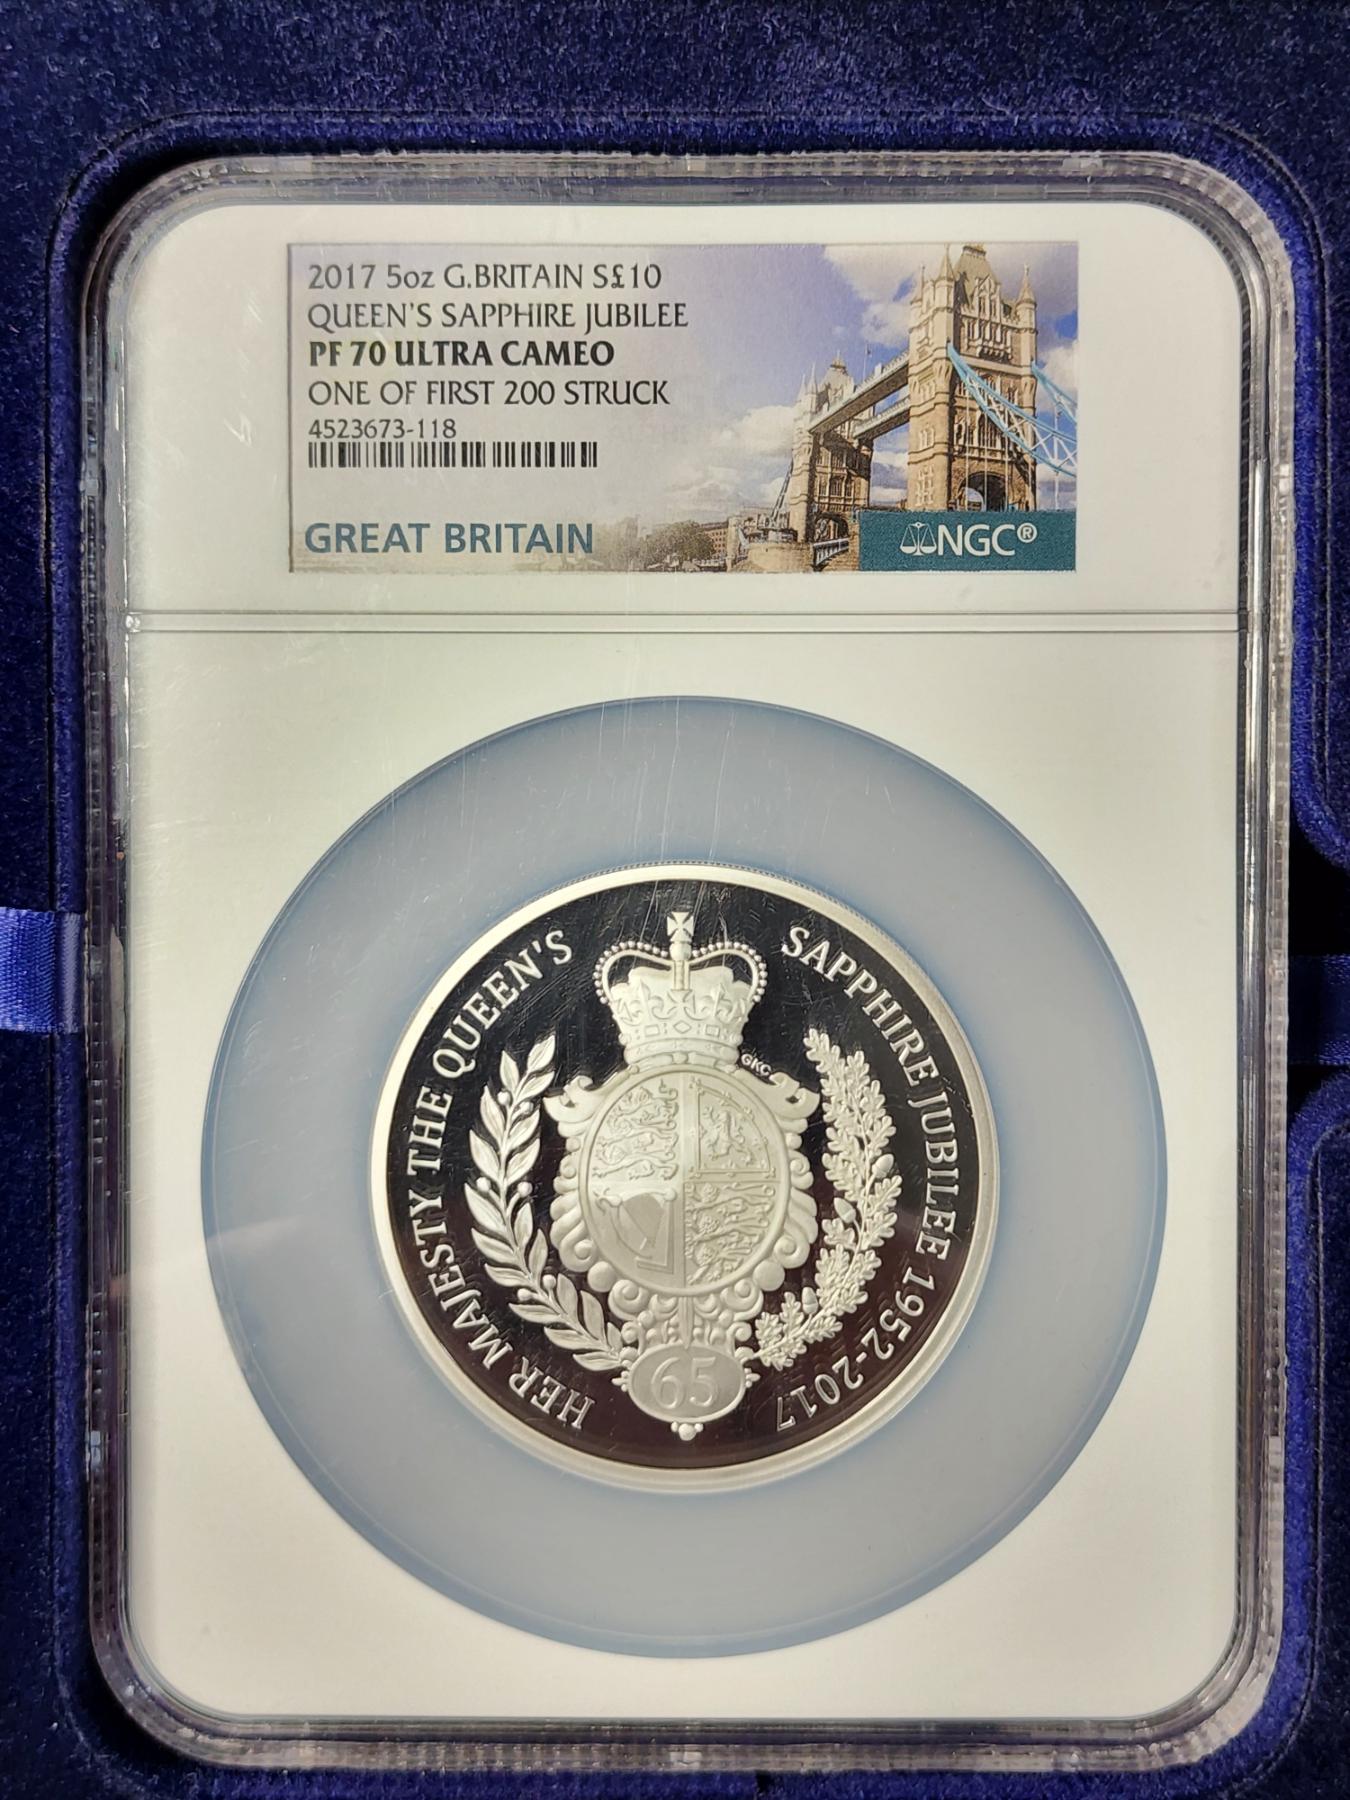 2017 5oz G.BRITAIN S£10
QUEEN'S SAPPHIRE JUBILEE
PF 70 ULTRA CAMEO
ONE OF FIRST 200 STRUCK
4523673-118
GREAT BRITAIN
NGC®
HER MAJESTY THE QUEEN'S
SAPPHIRE JUBILEE 1952-2017
GKC
65